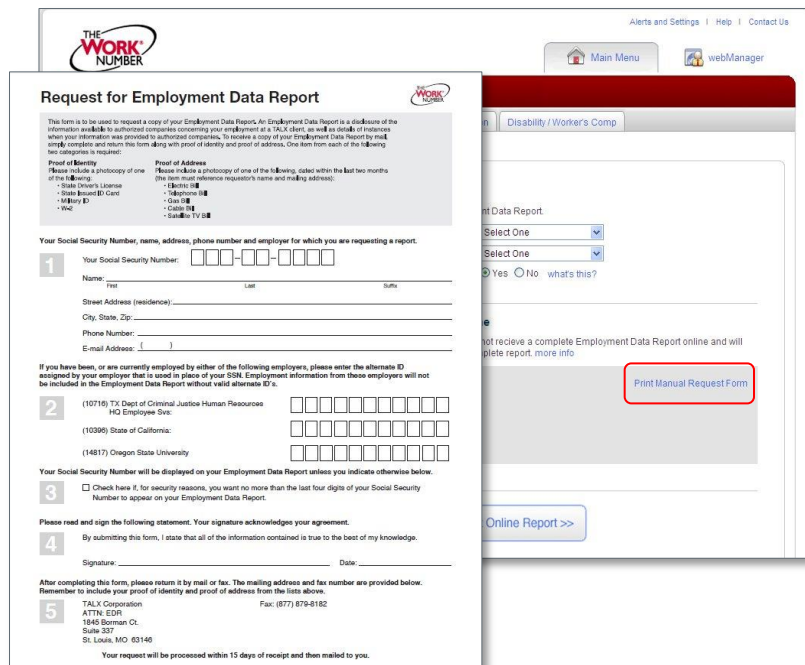 Alerts and Settings | Help | Contact Us
THE
WORK
NUMBER
Main Menu
webManager
Disability / Worker's Comp
nt Data Report.
Select One
Select One
Yes No what's this?
e
not recieve a complete Employment Data Report online and will
plete report. more info
Print Manual Request Form
Online Report >>
Request for Employment Data Report
THE
WORK
NUMBER
This form is to be used to request a copy of your Employment Data Report. An Employment Data Report is a disclosure of the
information available to authorized companies concerning your employment at a TALX client, as well as details of instances
when your information was provided to authorized companies. To receive a copy of your Employment Data Report by mail,
simply complete and return this form along with proof of identity and proof of address. One item from each of the following
two categories is required:
Proof of Identity
Please include a photocopy of one
of the following:
• State Driver's License
• State Issued ID Card
• Military ID
• W-2
Proof of Address
Please include a photocopy of one of the following, dated within the last two months
(the item must reference requestor's name and mailing address):
• Electric Bill
• Telephone Bill
• Gas Bill
• Cable Bill
• Satellite TV Bill
Your Social Security Number, name, address, phone number and employer for which you are requesting a report.
1
Your Social Security Number:
Name:
First Last Suffix
Street Address (residence):
City, State, Zip:
Phone Number:
E-mail Address: ( )
If you have been, or are currently employed by either of the following employers, please enter the alternate ID
assigned by your employer that is used in place of your SSN. Employment information from these employers will not
be included in the Employment Data Report without valid alternate ID's.
2
(10716) TX Dept of Criminal Justice Human Resources
HQ Employee Svs:
(10396) State of California:
(14817) Oregon State University
Your Social Security Number will be displayed on your Employment Data Report unless you indicate otherwise below.
3
Check here if, for security reasons, you want no more than the last four digits of your Social Security
Number to appear on your Employment Data Report.
Please read and sign the following statement. Your signature acknowledges your agreement.
4
By submitting this form, I state that all of the information contained is true to the best of my knowledge.
Signature: Date:
After completing this form, please return it by mail or fax. The mailing address and fax number are provided below.
Remember to include your proof of identity and proof of address from the lists above.
5
TALX Corporation Fax: (877) 879-8182
ATTN: EDR
1845 Borman Ct.
Suite 337
St. Louis, MO 63146
Your request will be processed within 15 days of receipt and then mailed to you.